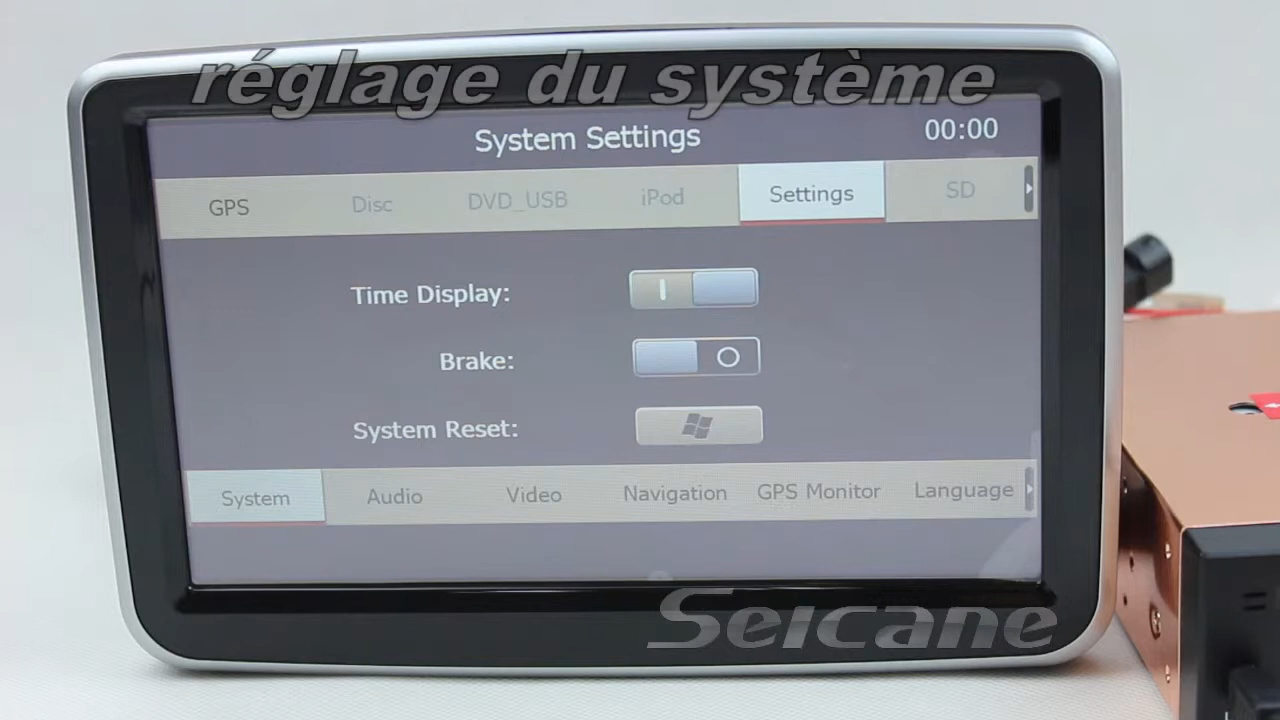 réglage du système
System Settings 00:00
GPS Disc DVD_USB iPod Settings SD
Time Display: I
Brake: O
System Reset:
System Audio Video Navigation GPS Monitor Language
Seicane